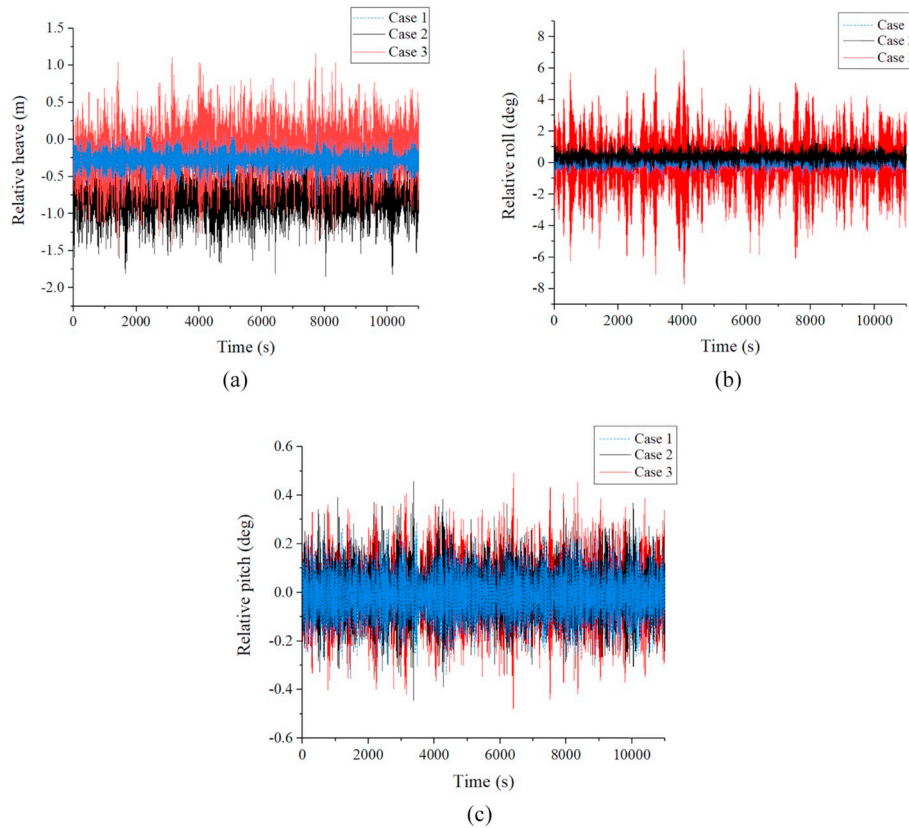 Case 1
Case 2
Case 3
1.5
1.0
0.5
0.0
-0.5
-1.0
-1.5
-2.0
Relative heave (m)
0 2000 4000 6000 8000 10000
Time (s)
(a)
Case
Case
Case
8
6
4
2
0
-2
-4
-6
-8
Relative roll (deg)
0 2000 4000 6000 8000 10000
Time (s)
(b)
Case 1
Case 2
Case 3
0.6
0.4
0.2
0.0
-0.2
-0.4
-0.6
Relative pitch (deg)
0 2000 4000 6000 8000 10000
Time (s)
(c)